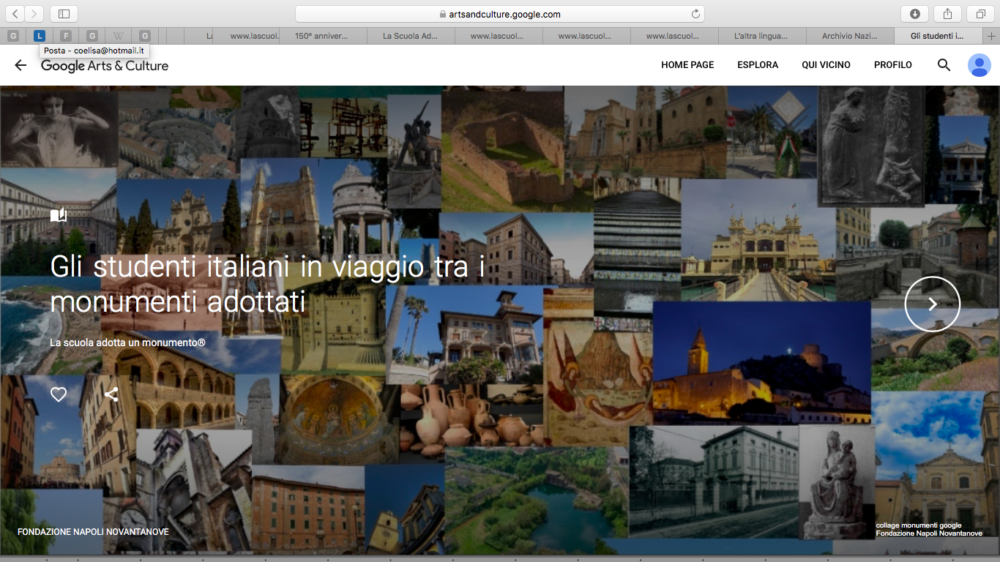 artsandculture.google.com
G
L
F
G
W
G
La
www.lascuol.
150° anniver...
La Scuola Ad...
www.lascuol...
www.lascuol...
www.lascuol...
L'altra lingua...
Archivio Nazi...
Gli studenti i...
Posta - coelisa@hotmail.it
Google Arts & Culture
HOME PAGE
ESPLORA
QUI VICINO
PROFILO
Gli studenti italiani in viaggio tra i
monumenti adottati
La scuola adotta un monumento®
FONDAZIONE NAPOLI NOVANTANOVE
collage monumenti google
Fondazione Napoli Novantanove